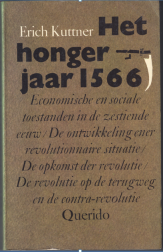 Erich Kuttner
Het
honger-
jaar 1566
Economische en sociale
toestanden in de zestiende
eeuw / De ontwikkeling ener
revolutionnaire situatie /
De opkomst der revolutie /
De revolutie op de teringweg
en de contra-revolutie
Querido